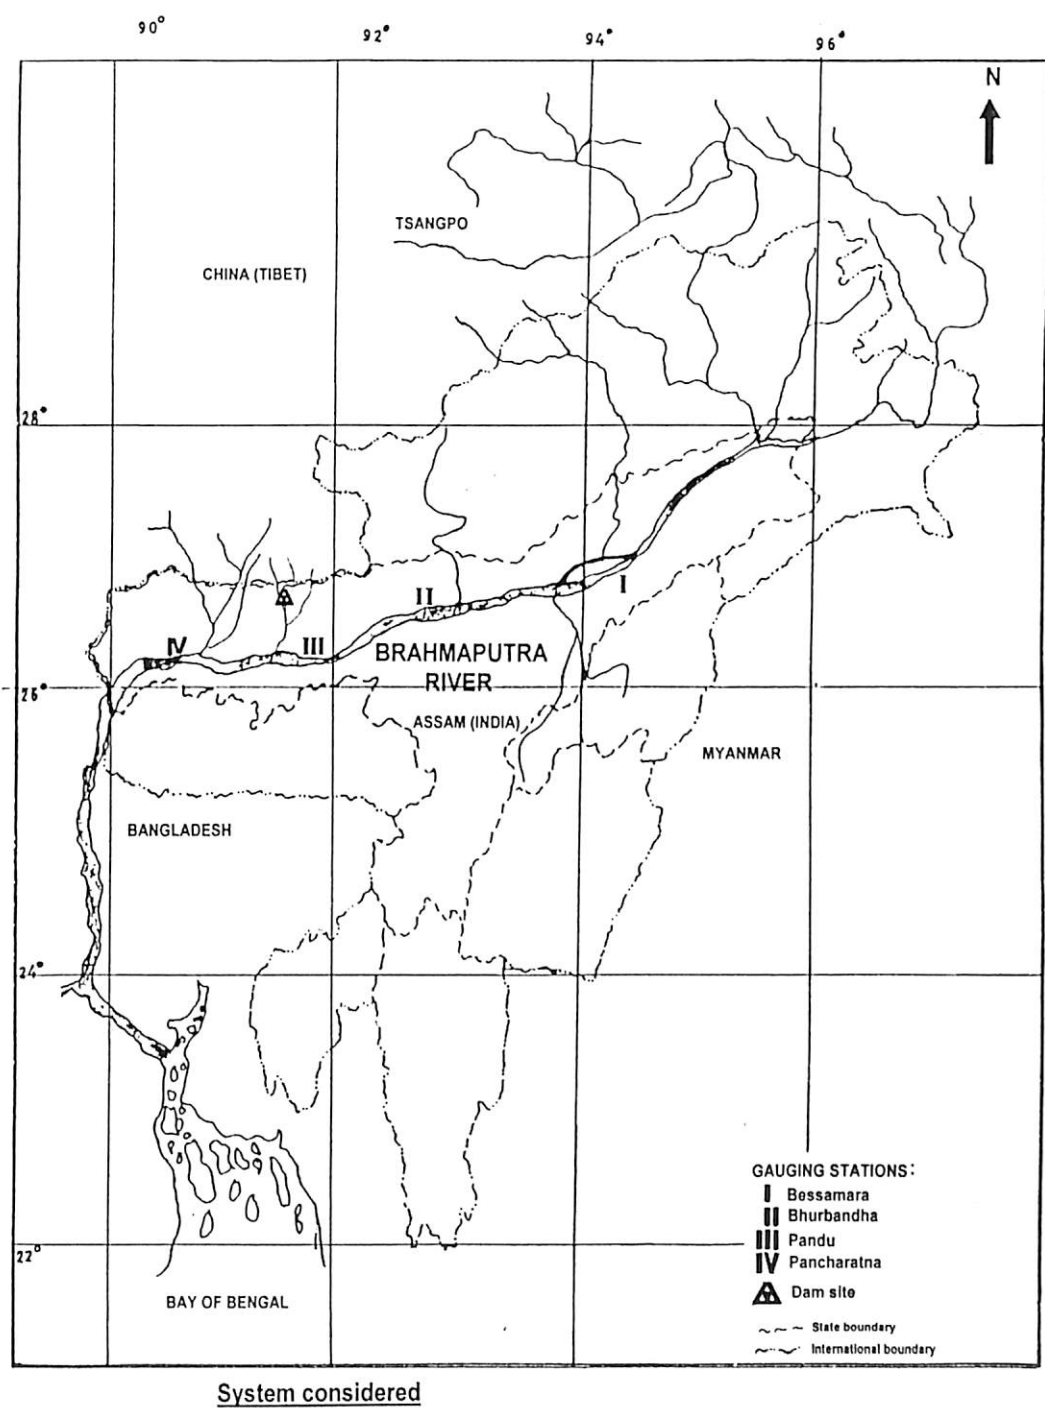 90°
92°
94°
96°
N
TSANGPO
CHINA (TIBET)
28°
II
I
IV
III
BRAHMAPUTRA
RIVER
26°
ASSAM (INDIA)
MYANMAR
BANGLADESH
24°
GAUGING STATIONS:
I Bessamara
II Bhurbandha
III Pandu
IV Pancharatna
Dam site
State boundary
International boundary
22°
BAY OF BENGAL
System considered